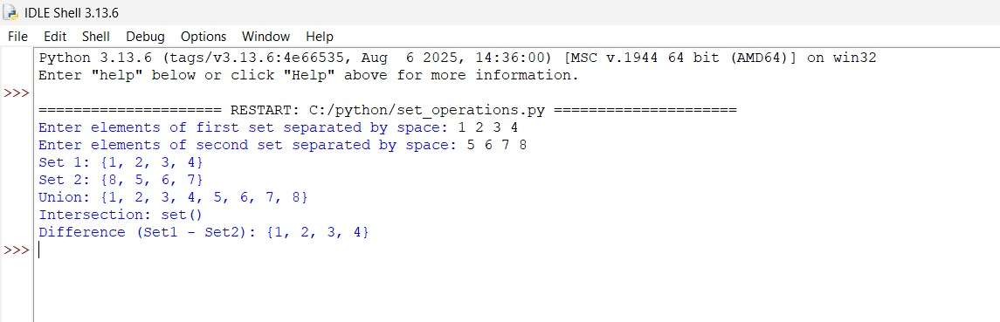 IDLE Shell 3.13.6
File Edit Shell Debug Options Window Help
Python 3.13.6 (tags/v3.13.6:4e66535, Aug  6 2025, 14:36:00) [MSC v.1944 64 bit (AMD64)] on win32
Enter "help" below or click "Help" above for more information.
>>>
===================== RESTART: C:/python/set_operations.py =====================
Enter elements of first set separated by space: 1 2 3 4
Enter elements of second set separated by space: 5 6 7 8
Set 1: {1, 2, 3, 4}
Set 2: {8, 5, 6, 7}
Union: {1, 2, 3, 4, 5, 6, 7, 8}
Intersection: set()
Difference (Set1 - Set2): {1, 2, 3, 4}
>>>